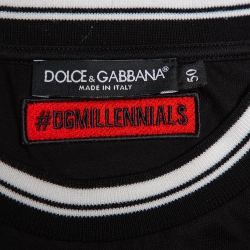 DOLCE & GABBANA®
MADE IN ITALY
50
#DGMILLENNIALS